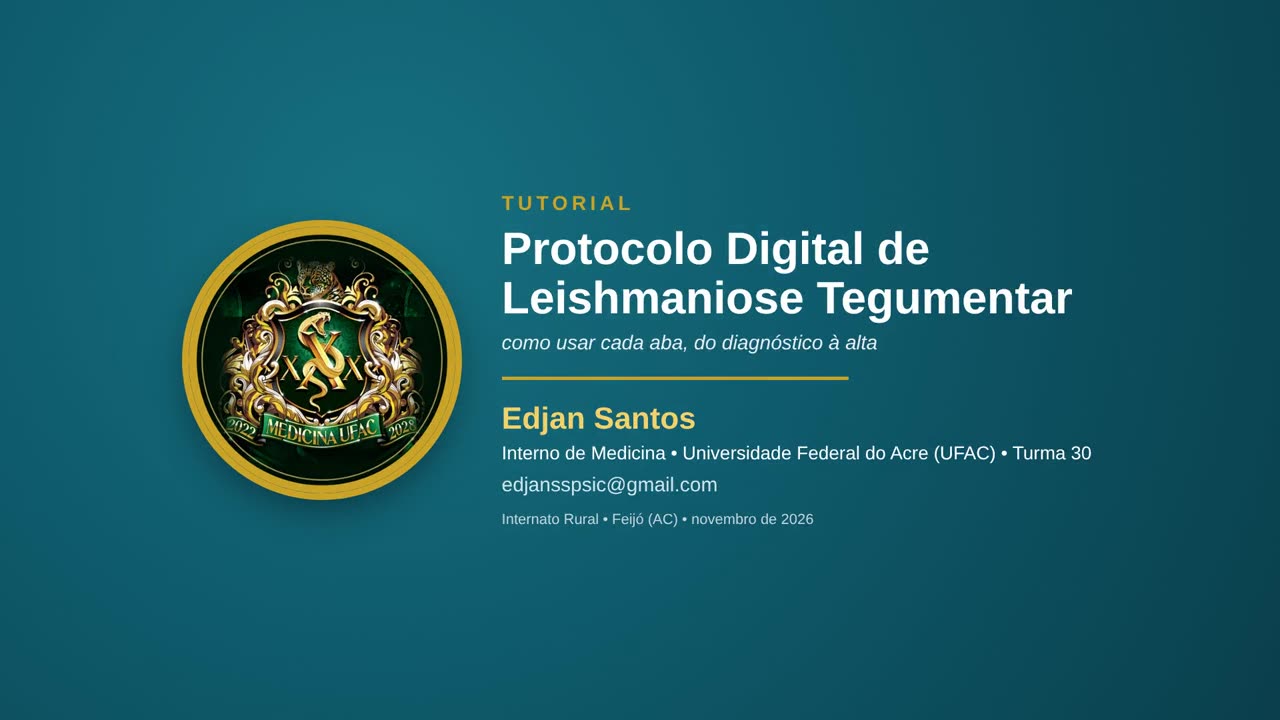 TUTORIAL
Protocolo Digital de
Leishmaniose Tegumentar
como usar cada aba, do diagnóstico à alta
Edjan Santos
Interno de Medicina • Universidade Federal do Acre (UFAC) • Turma 30
edjansspsic@gmail.com
Internato Rural • Feijó (AC) • novembro de 2026
X X X
2022 MEDICINA UFAC 2028